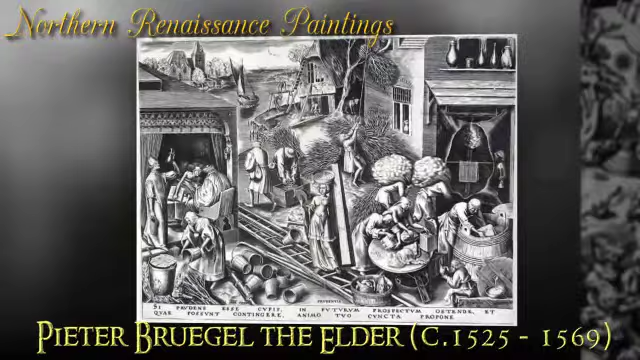 Northern Renaissance Paintings
PRVDENTIA
SI PRVDENS ESSE CVPIS, IN FVTVRVM PROSPECTVM OSTENDE, ET
QVAE POSSVNT CONTINGERE, ANIMO TVO CVNCTA PROPONE
PIETER BRUEGEL THE ELDER (C.1525 - 1569)